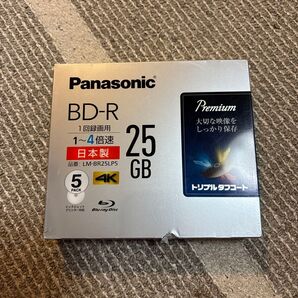 Panasonic
BD-R
1回録画用
1～4倍速
日本製
品番 LM-BR25LP5
25
GB
5
PACK
4K
Blu-ray Disc
Premium
大切な映像を
しっかり保存
トリプルタフコート